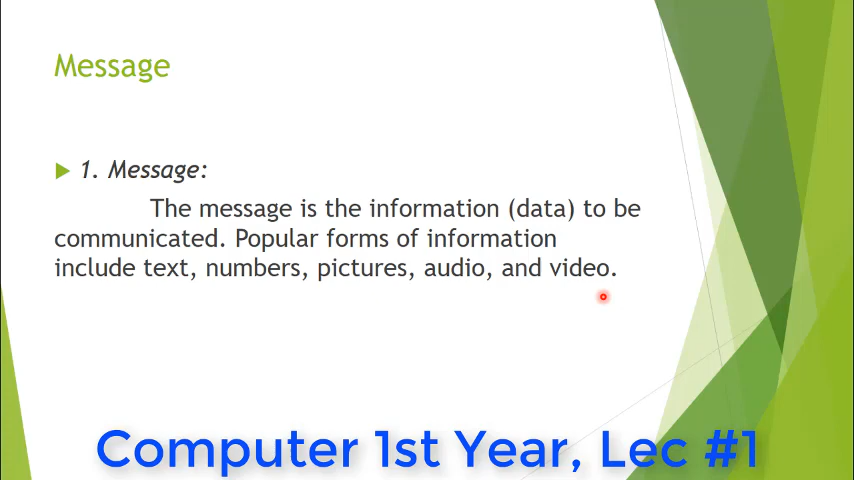 Message
1. Message:
The message is the information (data) to be
communicated. Popular forms of information
include text, numbers, pictures, audio, and video.
Computer 1st Year, Lec #1